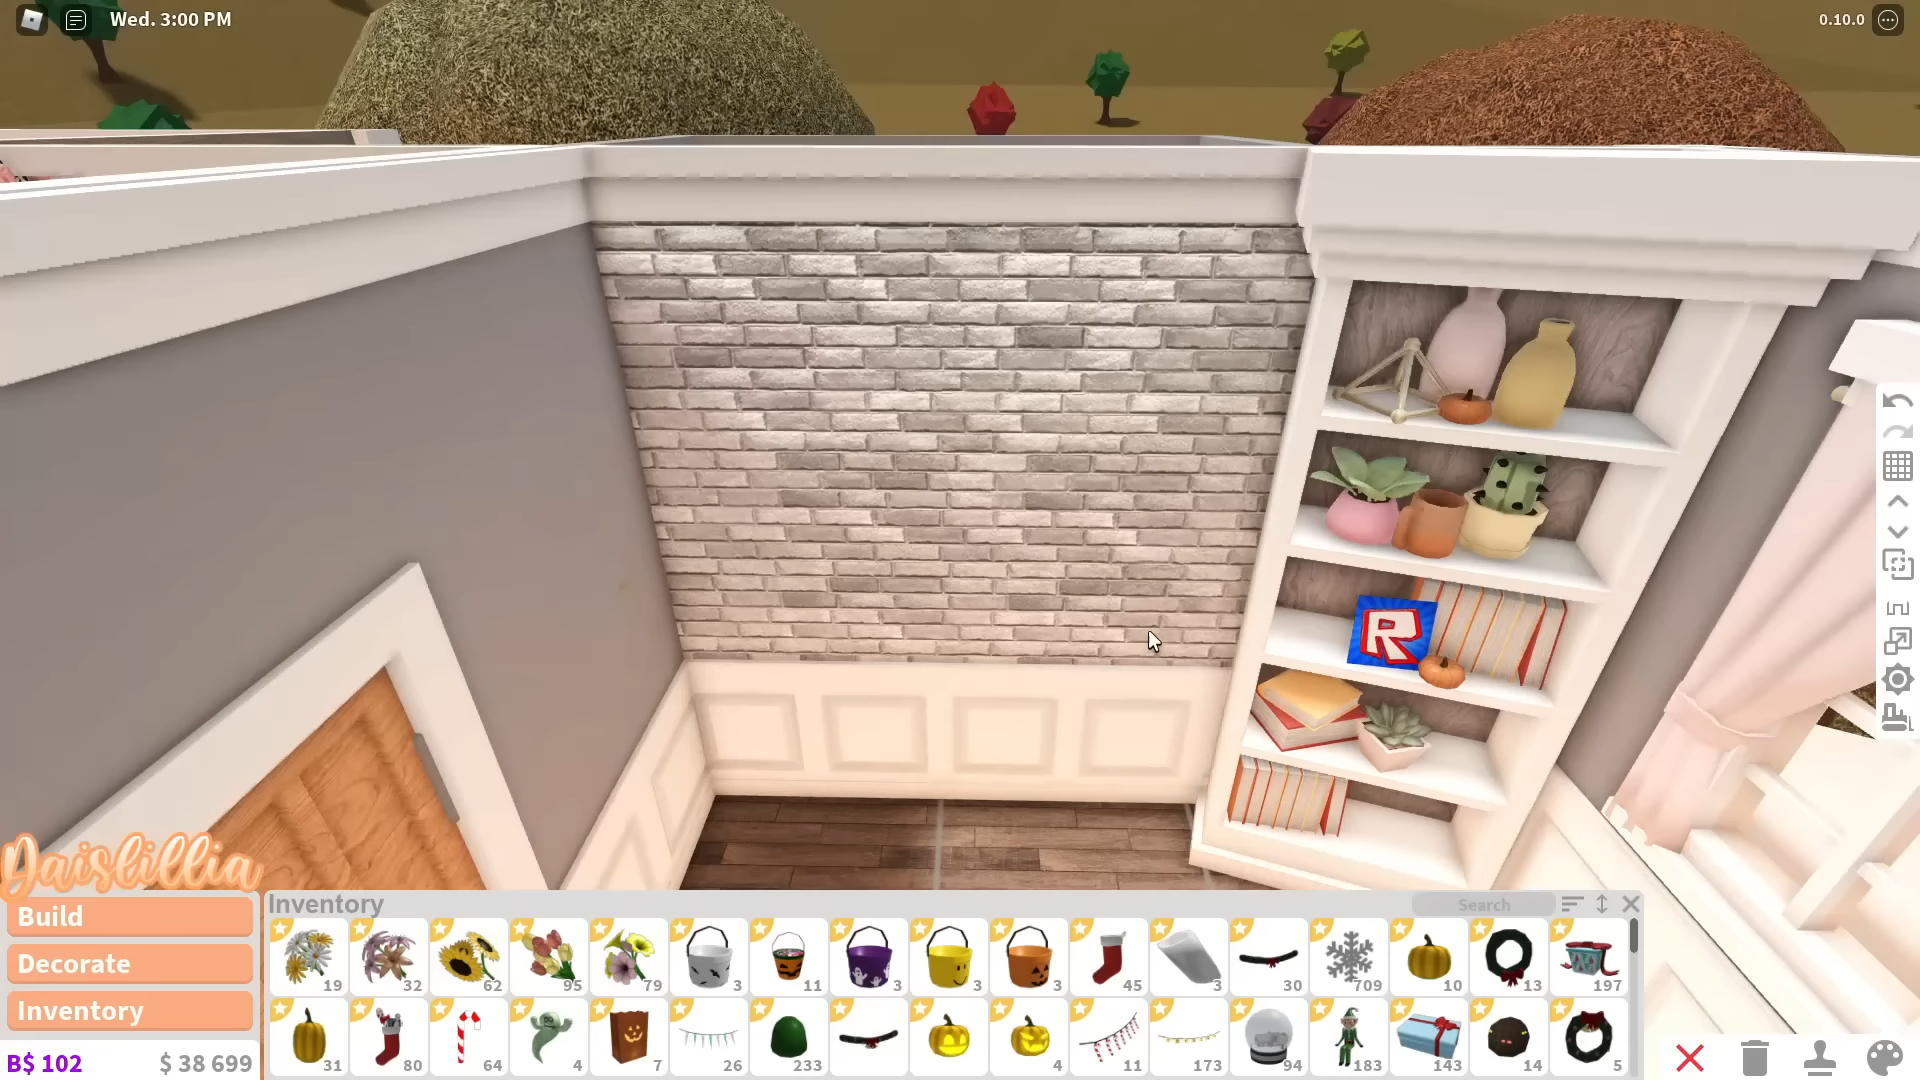 Wed. 3:00 PM
0.10.0
R
Daisfillia
Build
Decorate
Inventory
B$ 102
$ 38 699
Inventory
Search
19 32 62 95 79 3 11 3 3 3 45 3 30 709 10 13 197
31 80 64 4 7 26 233 4 11 173 94 183 143 14 5